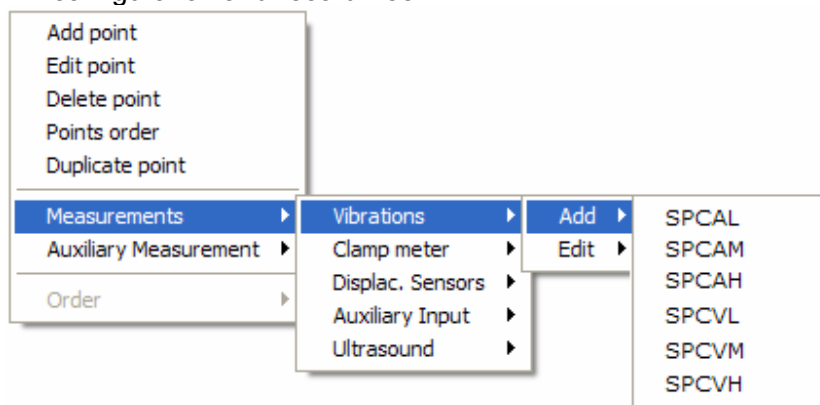 Add point
Edit point
Delete point
Points order
Duplicate point
Measurements
Auxiliary Measurement
Order
Vibrations
Clamp meter
Displac. Sensors
Auxiliary Input
Ultrasound
Add
Edit
SPCAL
SPCAM
SPCAH
SPCVL
SPCVM
SPCVH